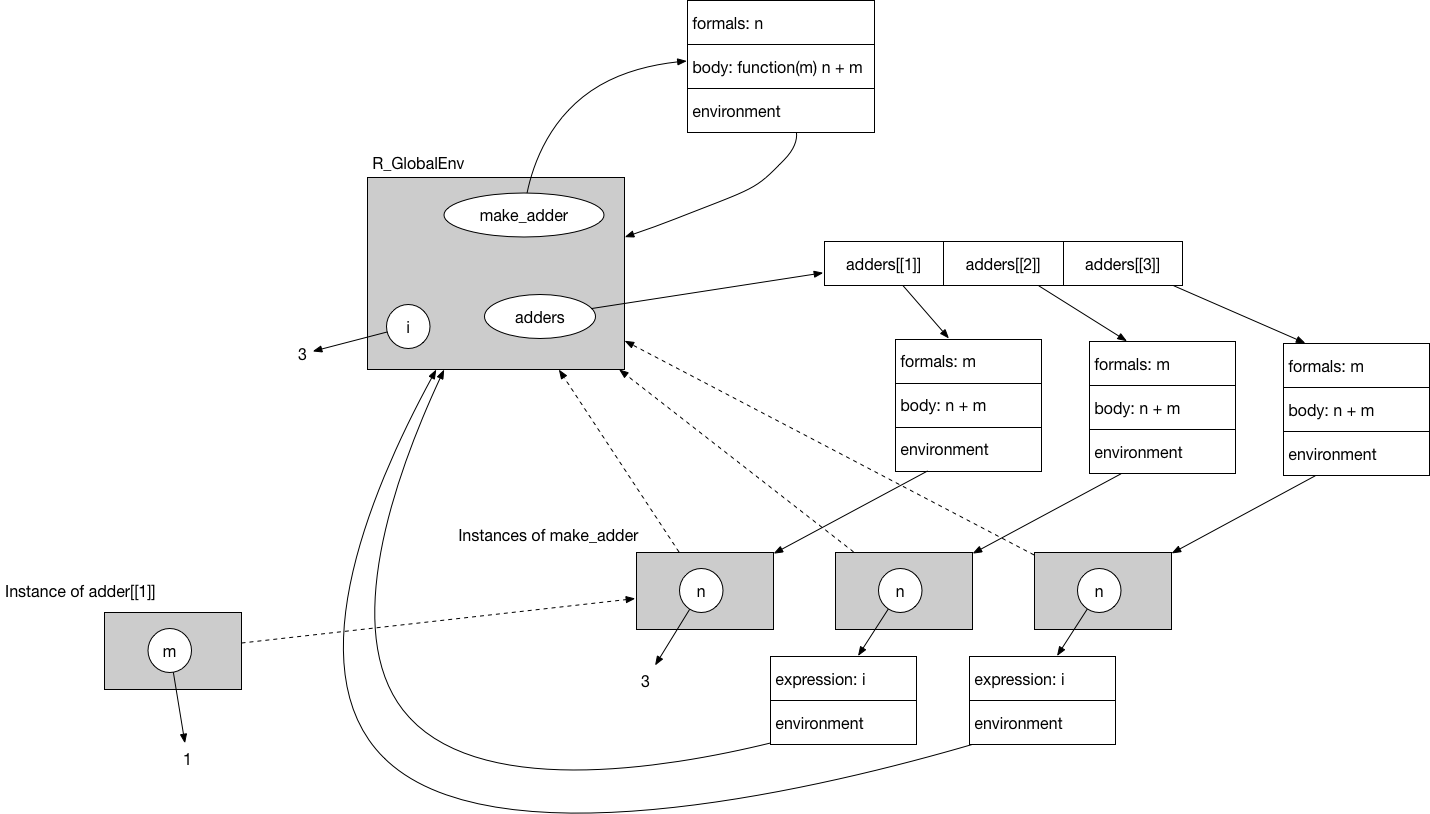 formals: n
body: function(m) n + m
environment
R_GlobalEnv
make_adder
adders
i
3
adders[[1]]
adders[[2]]
adders[[3]]
formals: m
body: n + m
environment
formals: m
body: n + m
environment
formals: m
body: n + m
environment
Instances of make_adder
n
n
n
3
Instance of adder[[1]]
m
1
expression: i
environment
expression: i
environment